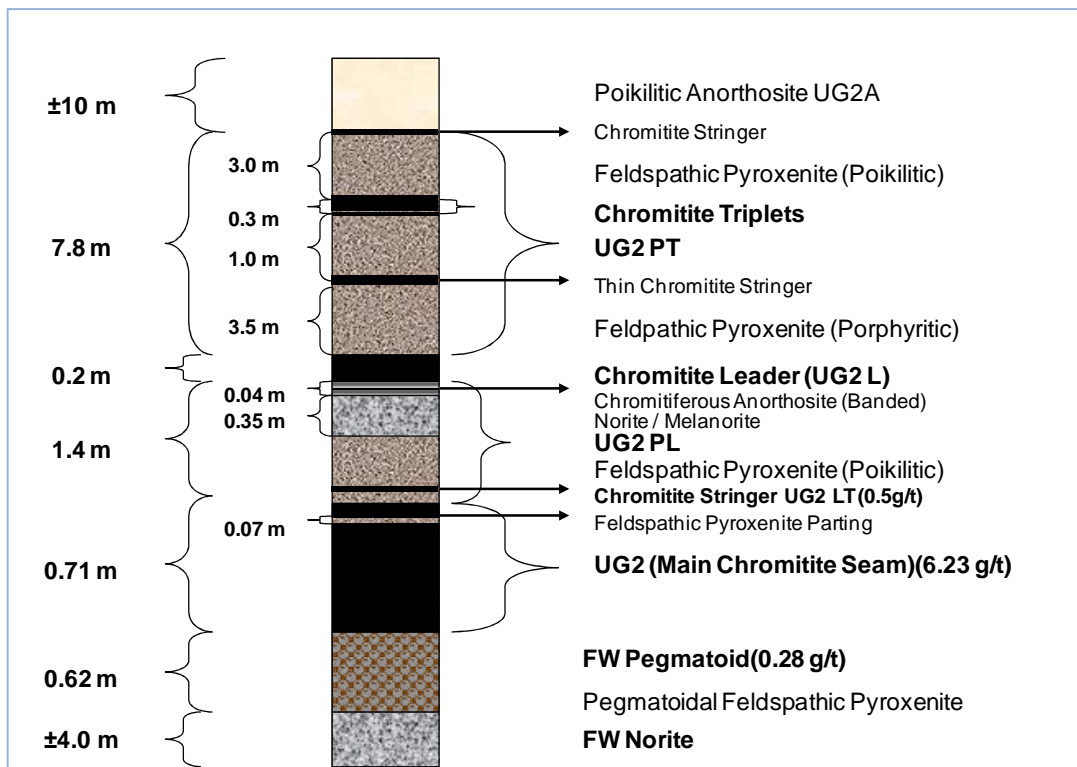 ±10 m
Poikilitic Anorthosite UG2A
Chromitite Stringer
3.0 m
Feldspathic Pyroxenite (Poikilitic)
0.3 m
Chromitite Triplets
7.8 m
1.0 m
UG2 PT
Thin Chromitite Stringer
3.5 m
Feldpathic Pyroxenite (Porphyritic)
0.2 m
Chromitite Leader (UG2 L)
0.04 m
Chromitiferous Anorthosite (Banded)
0.35 m
Norite / Melanorite
1.4 m
UG2 PL
Feldspathic Pyroxenite (Poikilitic)
Chromitite Stringer UG2 LT (0.5g/t)
0.07 m
Feldspathic Pyroxenite Parting
0.71 m
UG2 (Main Chromitite Seam)(6.23 g/t)
FW Pegmatoid(0.28 g/t)
0.62 m
Pegmatoidal Feldspathic Pyroxenite
±4.0 m
FW Norite